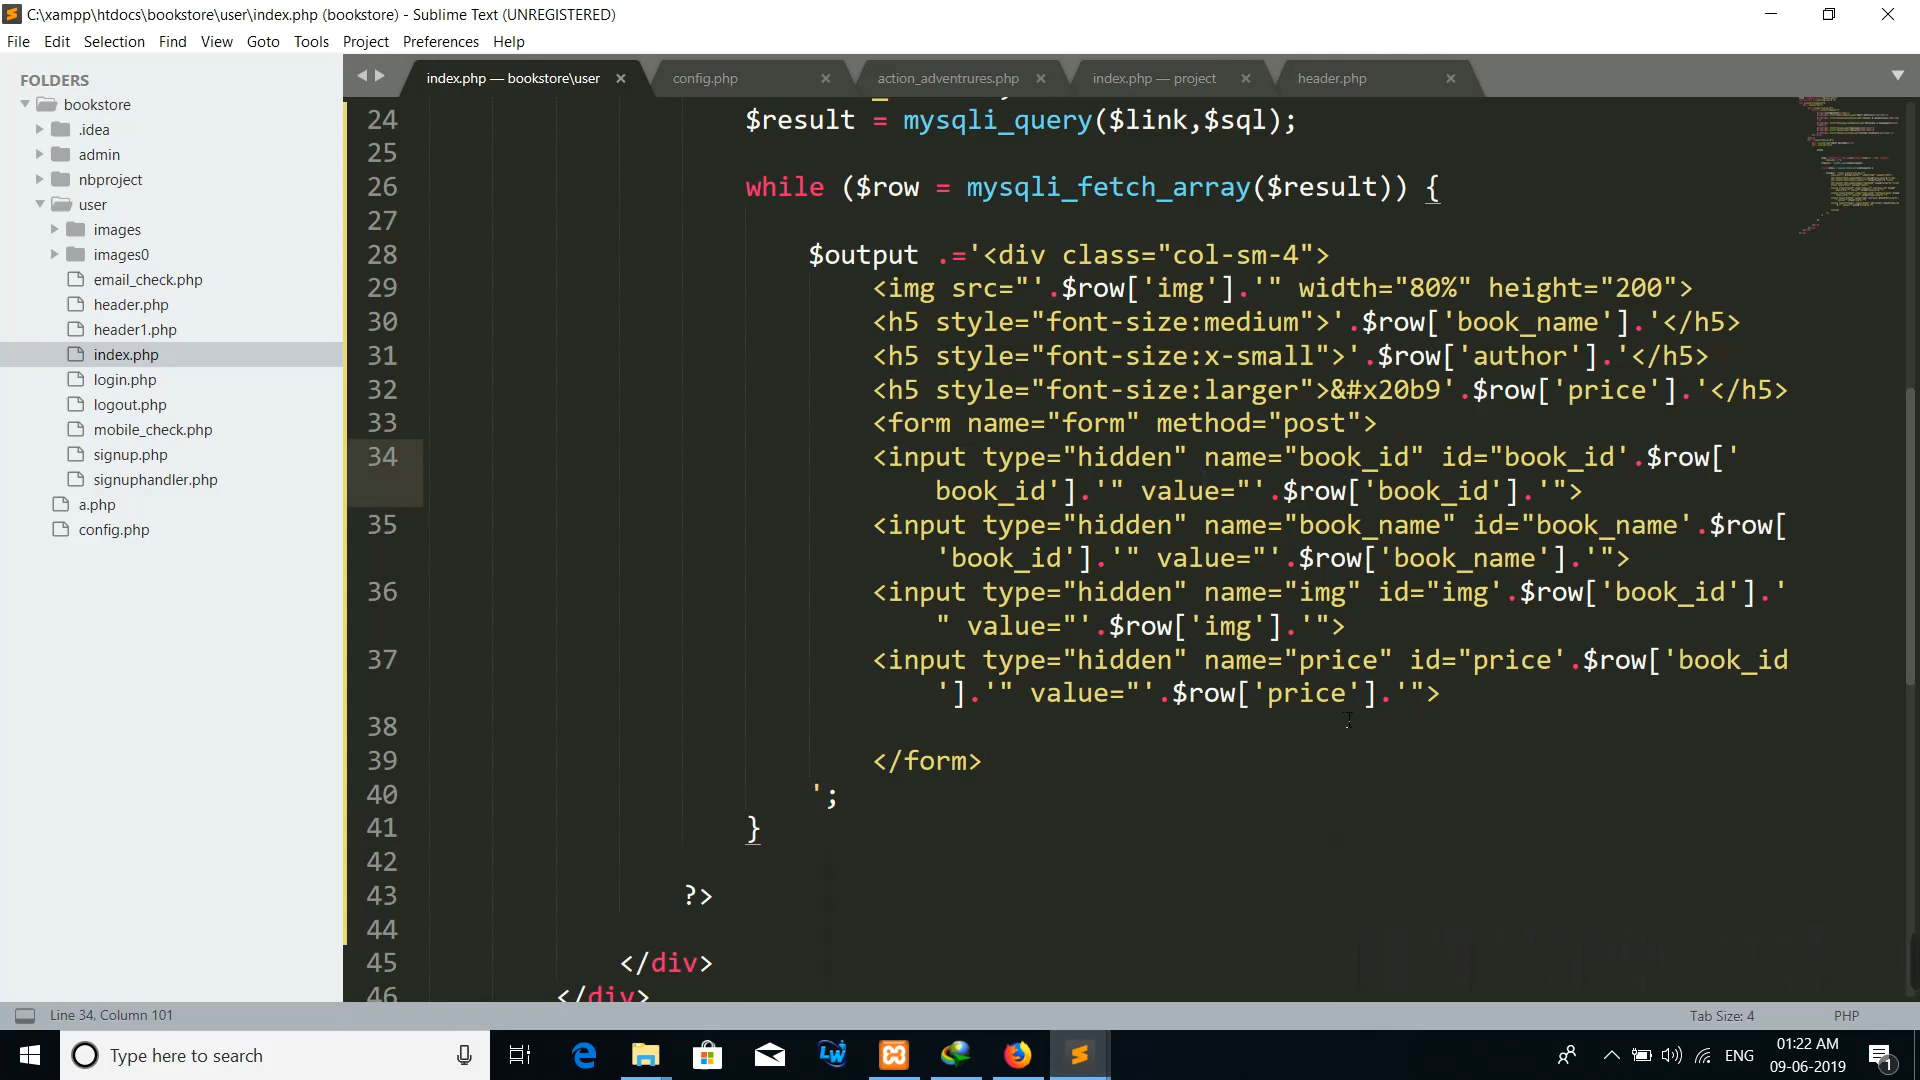 C:\xampp\htdocs\bookstore\user\index.php (bookstore) - Sublime Text (UNREGISTERED)
File Edit Selection Find View Goto Tools Project Preferences Help
FOLDERS
bookstore
.idea
admin
nbproject
user
images
images0
email_check.php
header.php
header1.php
index.php
login.php
logout.php
mobile_check.php
signup.php
signuphandler.php
a.php
config.php
index.php — bookstore\user
config.php
action_adventrures.php
index.php — project
header.php
24 $result = mysqli_query($link,$sql);
25
26 while ($row = mysqli_fetch_array($result)) {
27
28 $output .='<div class="col-sm-4">
29 <img src="'.$row['img'].'" width="80%" height="200">
30 <h5 style="font-size:medium">'.$row['book_name'].'</h5>
31 <h5 style="font-size:x-small">'.$row['author'].'</h5>
32 <h5 style="font-size:larger">&#x20b9'.$row['price'].'</h5>
33 <form name="form" method="post">
34 <input type="hidden" name="book_id" id="book_id'.$row['
book_id'].'" value="'.$row['book_id'].'">
35 <input type="hidden" name="book_name" id="book_name'.$row[
'book_id'].'" value="'.$row['book_name'].'">
36 <input type="hidden" name="img" id="img'.$row['book_id'].'
" value="'.$row['img'].'">
37 <input type="hidden" name="price" id="price'.$row['book_id
'].'" value="'.$row['price'].'">
38
39 </form>
40 ';
41 }
42
43 ?>
44
45 </div>
46 </div>
Line 34, Column 101
Tab Size: 4
PHP
Type here to search
ENG
01:22 AM
09-06-2019
1